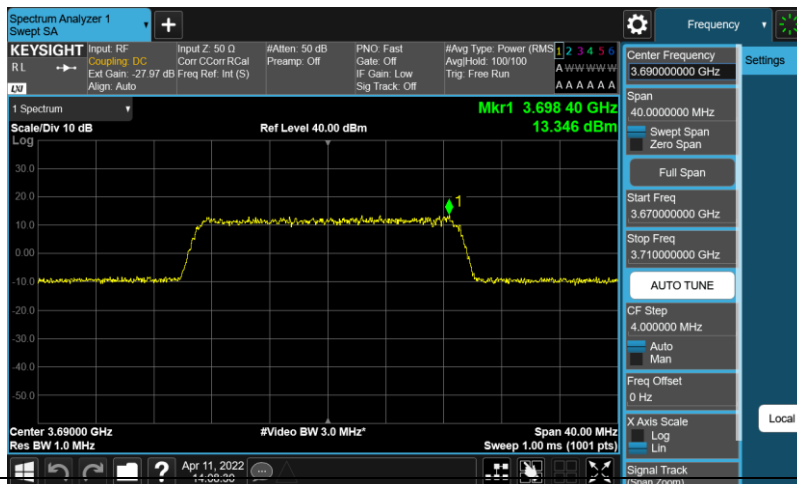 Spectrum Analyzer 1
Swept SA
+
Frequency
KEYSIGHT
RL
LXI
Input: RF
Coupling: DC
Ext Gain: -27.97 dB
Align: Auto
Input Z: 50 Ω
Corr CCorr RCal
Freq Ref: Int (S)
#Atten: 50 dB
Preamp: Off
PNO: Fast
Gate: Off
IF Gain: Low
Sig Track: Off
#Avg Type: Power (RMS
Avg|Hold: 100/100
Trig: Free Run
1 2 3 4 5 6
A W W W W W
A A A A A A
1 Spectrum
Scale/Div 10 dB
Log
Ref Level 40.00 dBm
Mkr1 3.698 40 GHz
13.346 dBm
30.0
20.0
10.0
0.00
-10.0
-20.0
-30.0
-40.0
-50.0
1
Center 3.69000 GHz
Res BW 1.0 MHz
#Video BW 3.0 MHz*
Span 40.00 MHz
Sweep 1.00 ms (1001 pts)
?
Apr 11, 2022
14:08:30
Center Frequency
3.690000000 GHz
Span
40.0000000 MHz
Swept Span
Zero Span
Full Span
Start Freq
3.670000000 GHz
Stop Freq
3.710000000 GHz
AUTO TUNE
CF Step
4.000000 MHz
Auto
Man
Freq Offset
0 Hz
X Axis Scale
Log
Lin
Signal Track
(Span Zoom)
Settings
Local